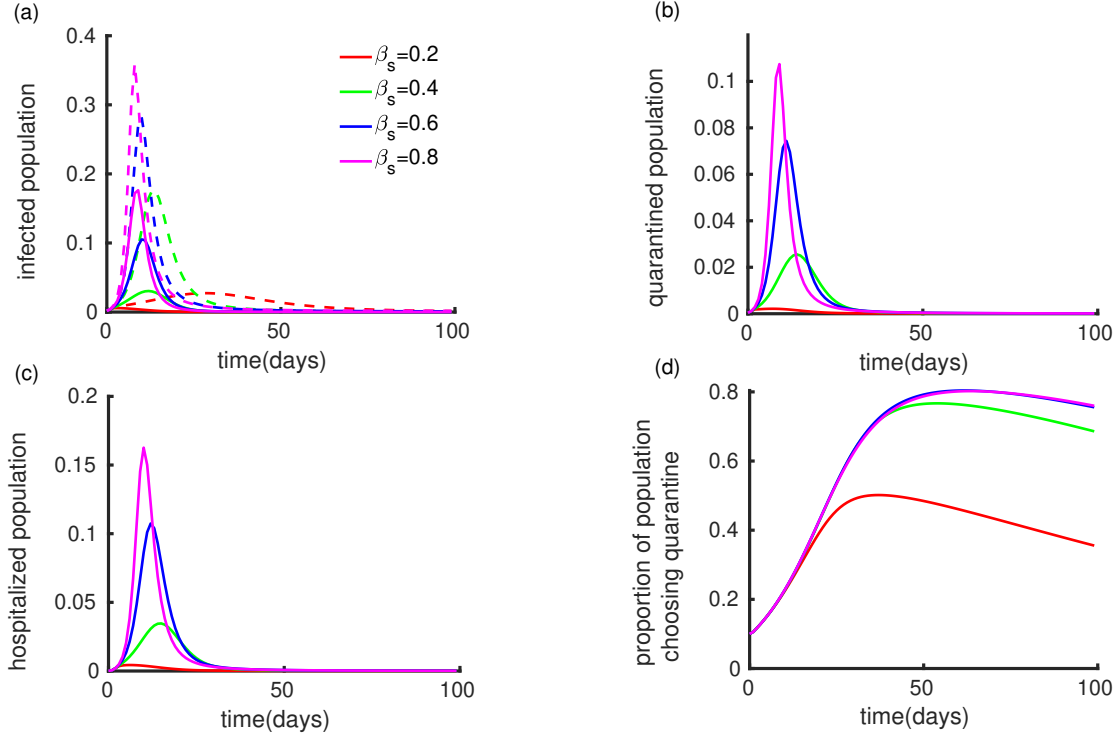 (a)
infected population
0.4
0.3
0.2
0.1
0
0
50
100
time(days)
βs=0.2
βs=0.4
βs=0.6
βs=0.8
(b)
quarantined population
0.1
0.08
0.06
0.04
0.02
0
0
50
100
time(days)
(c)
hospitalized population
0.2
0.15
0.1
0.05
0
0
50
100
time(days)
(d)
proportion of population
choosing quarantine
0.8
0.6
0.4
0.2
0
0
50
100
time(days)